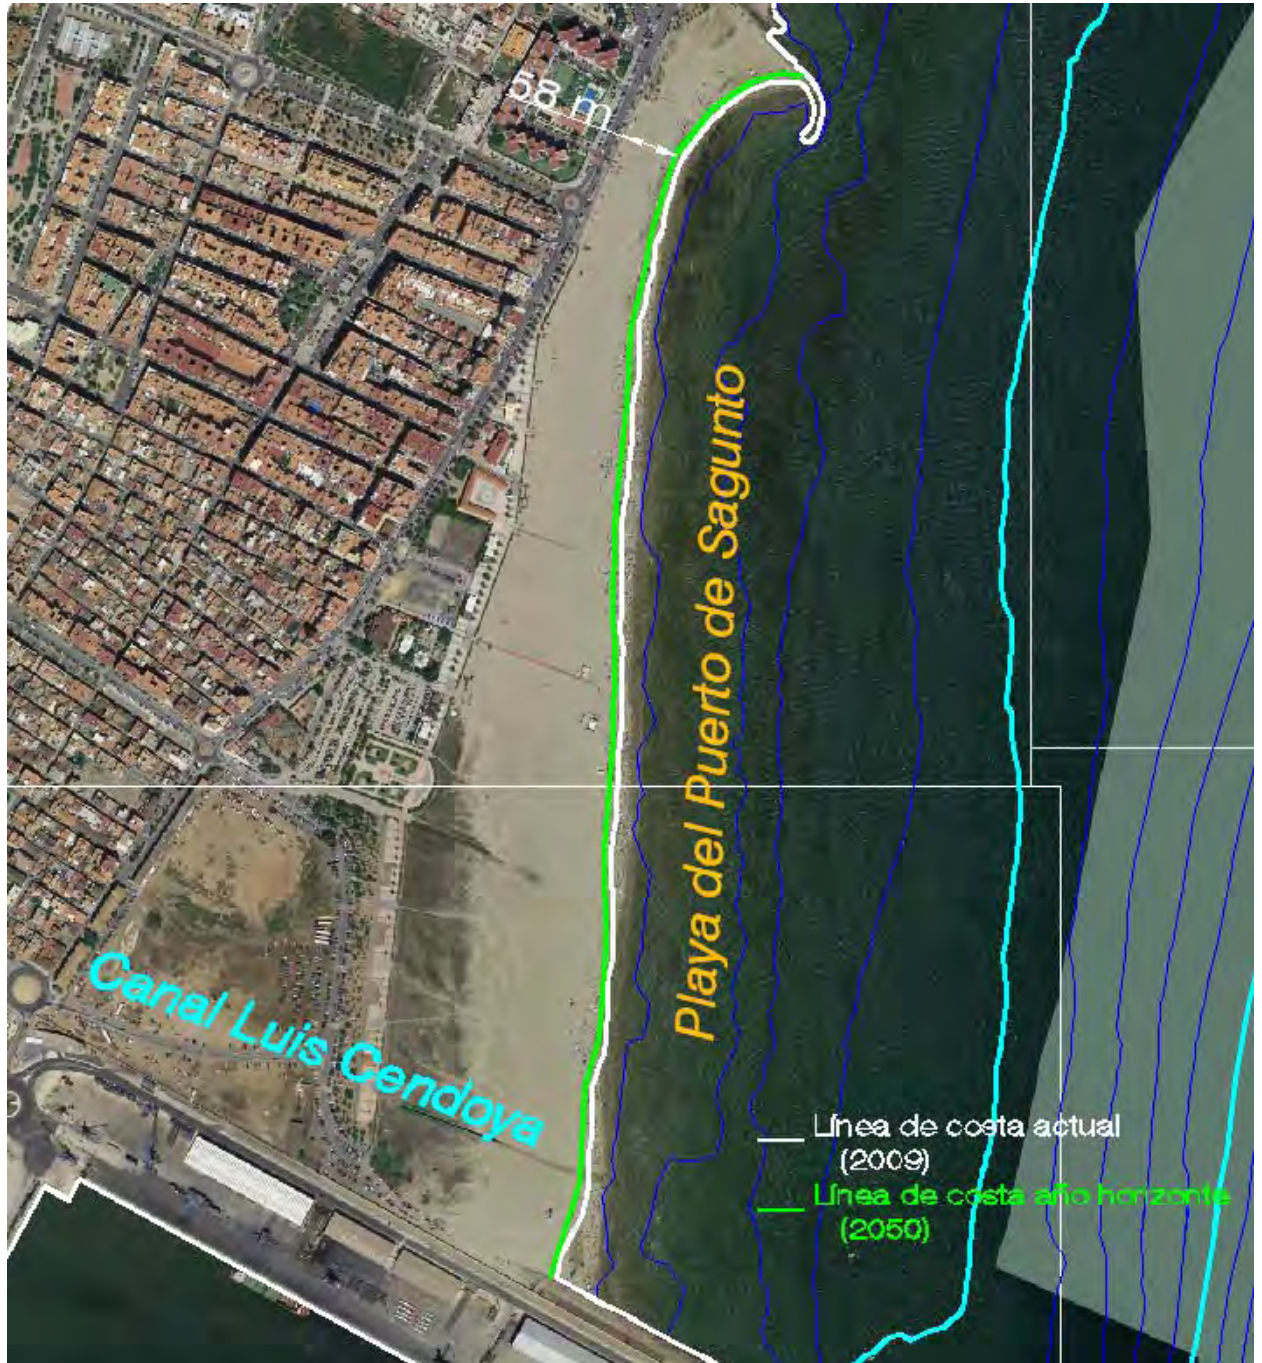 58 m
Playa del Puerto de Sagunto
Canal Luis Cendoya
Línea de costa actual
(2009)
Línea de costa año horizonte
(2050)